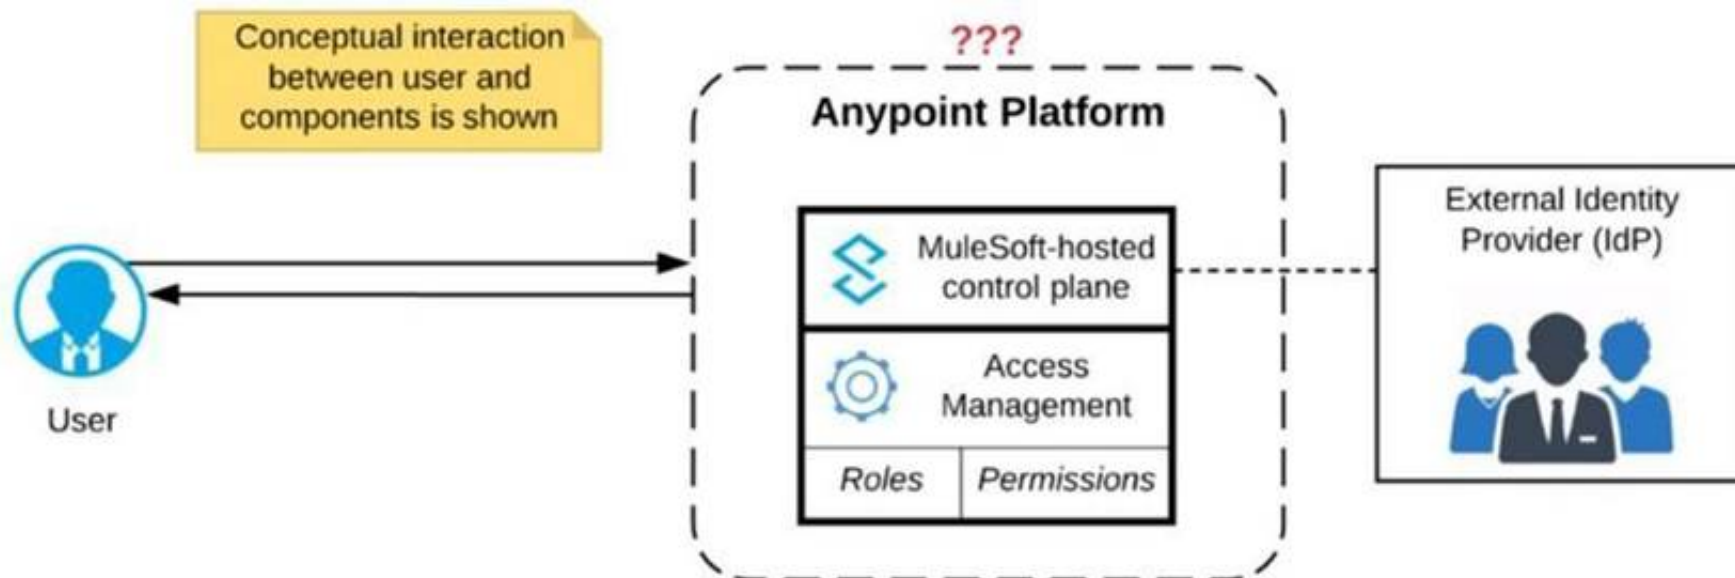 Conceptual interaction
between user and
components is shown
???
Anypoint Platform
MuleSoft-hosted
control plane
Access
Management
Roles
Permissions
External Identity
Provider (IdP)
User